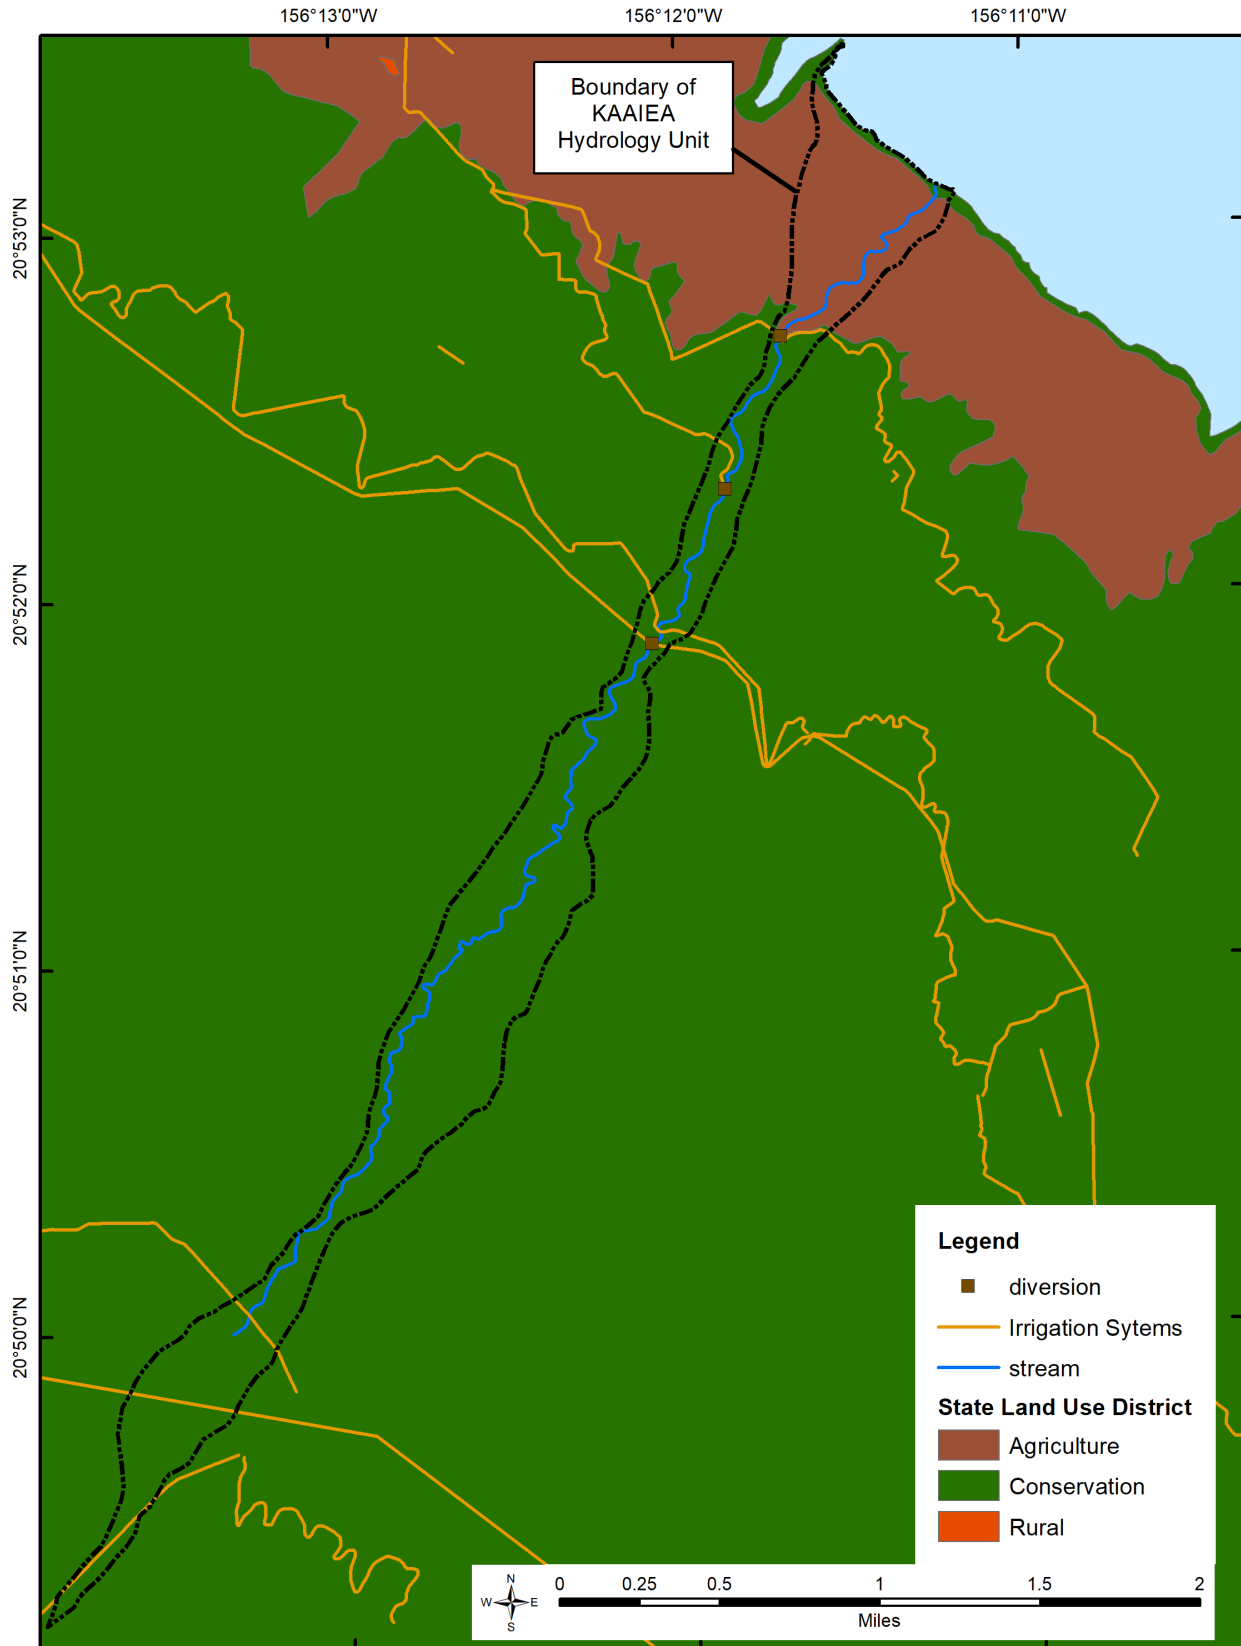 156°13'0"W
156°12'0"W
156°11'0"W
Boundary of
KAAIEA
Hydrology Unit
20°53'0"N
20°52'0"N
20°51'0"N
20°50'0"N
Legend
diversion
Irrigation Sytems
stream
State Land Use District
Agriculture
Conservation
Rural
N
W E
S
0 0.25 0.5 1 1.5 2
Miles